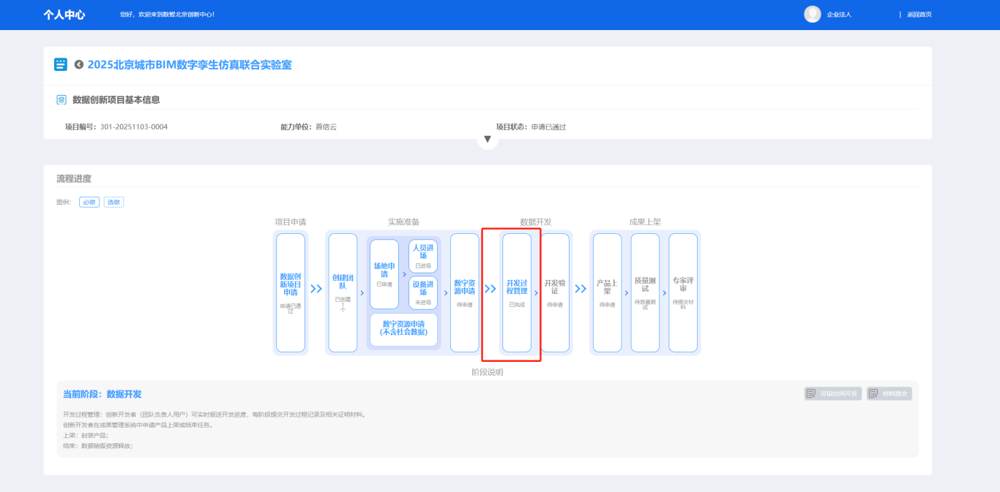 个人中心
您好，欢迎来到数智北京创新中心！
企业法人
| 返回首页
2025北京城市BIM数字孪生仿真联合实验室
数据创新项目基本信息
项目编号：301-20251103-0004
能力单位：首信云
项目状态：申请已通过
▼
流程进度
图例：
必做
选做
项目申请
实施准备
数据开发
成果上架
数据创
新项目
申请
申请已通
过
创建团
队
已创建
1
个
场地申
请
已申请
人员进
场
已进场
设备进
场
未进场
数字资源申请
(不含社会数据)
数字资
源申请
待申请
开发过
程管理
已完成
开发验
证
待申请
产品上
架
待申请
质量测
试
待质量测
试
专家评
审
待提交材
料
阶段说明
当前阶段：数据开发
可信空间开发
材料提交
开发过程管理：创新开发者（团队负责人用户）可实时报送开发进度，每阶段提交开发过程记录及相关证明材料。
创新开发者在成果管理系统中申请产品上架或结束任务。
上架：封装产品；
结束：数据销毁资源释放；